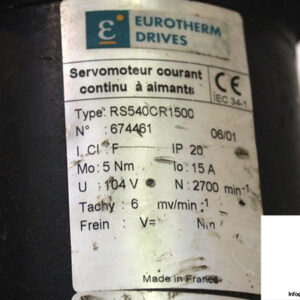 EUROTHERM
DRIVES
Servomoteur courant
continu à aimants
CE
IEC 34-1
Type: RS540CR1500
N° : 674461 06/01
I. Cl F IP 20
Mo: 5 Nm Io: 15 A
U : 104 V N : 2700 min-1
Tachy : 6 mv/min-1
Frein : V= Nm
Made in France